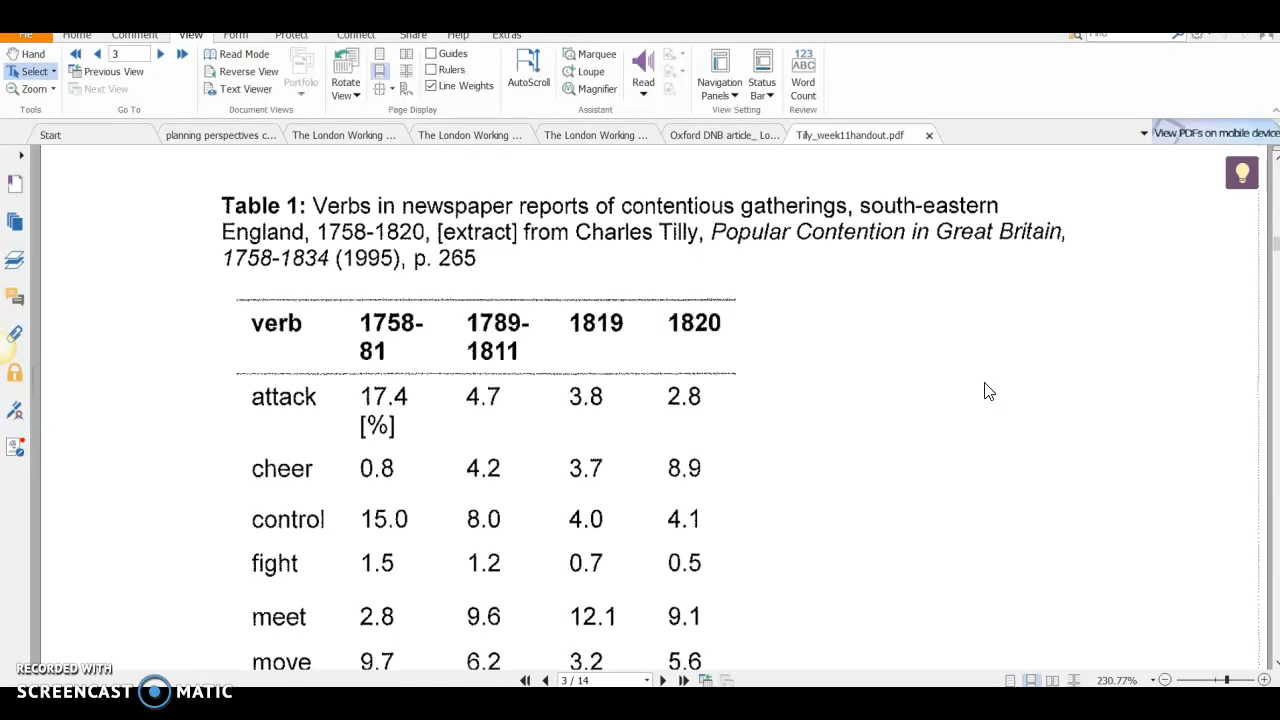 File Home Comment View Form Protect Connect Share Help Extras Find
Hand 3 Read Mode Guides Marquee
Select Previous View Reverse View Portfolio Rotate View Rulers AutoScroll Loupe Read Navigation Panels Status Bar Word Count
Zoom Next View Text Viewer Line Weights Magnifier
Tools Go To Document Views Page Display Assistant View Setting Review
Start planning perspectives c... The London Working ... The London Working ... The London Working ... Oxford DNB article_ Lo... Tilly_week11handout.pdf View PDFs on mobile device
Table 1: Verbs in newspaper reports of contentious gatherings, south-eastern
England, 1758-1820, [extract] from Charles Tilly, Popular Contention in Great Britain,
1758-1834 (1995), p. 265
verb 1758-81 1789-1811 1819 1820
attack 17.4 [%] 4.7 3.8 2.8
cheer 0.8 4.2 3.7 8.9
control 15.0 8.0 4.0 4.1
fight 1.5 1.2 0.7 0.5
meet 2.8 9.6 12.1 9.1
move 9.7 6.2 3.2 5.6
RECORDED WITH
SCREENCAST MATIC
3 / 14 230.77%